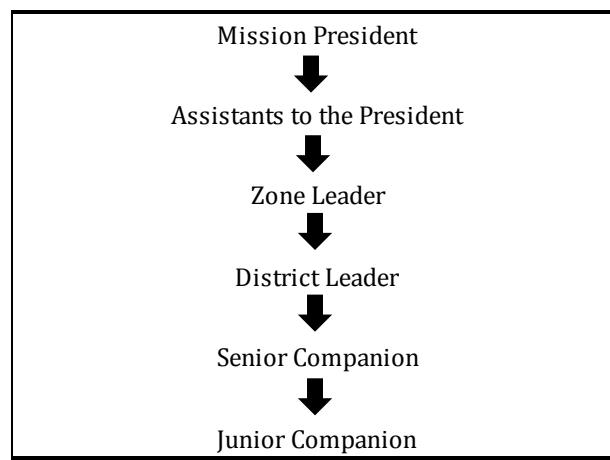 Mission President
Assistants to the President
Zone Leader
District Leader
Senior Companion
Junior Companion